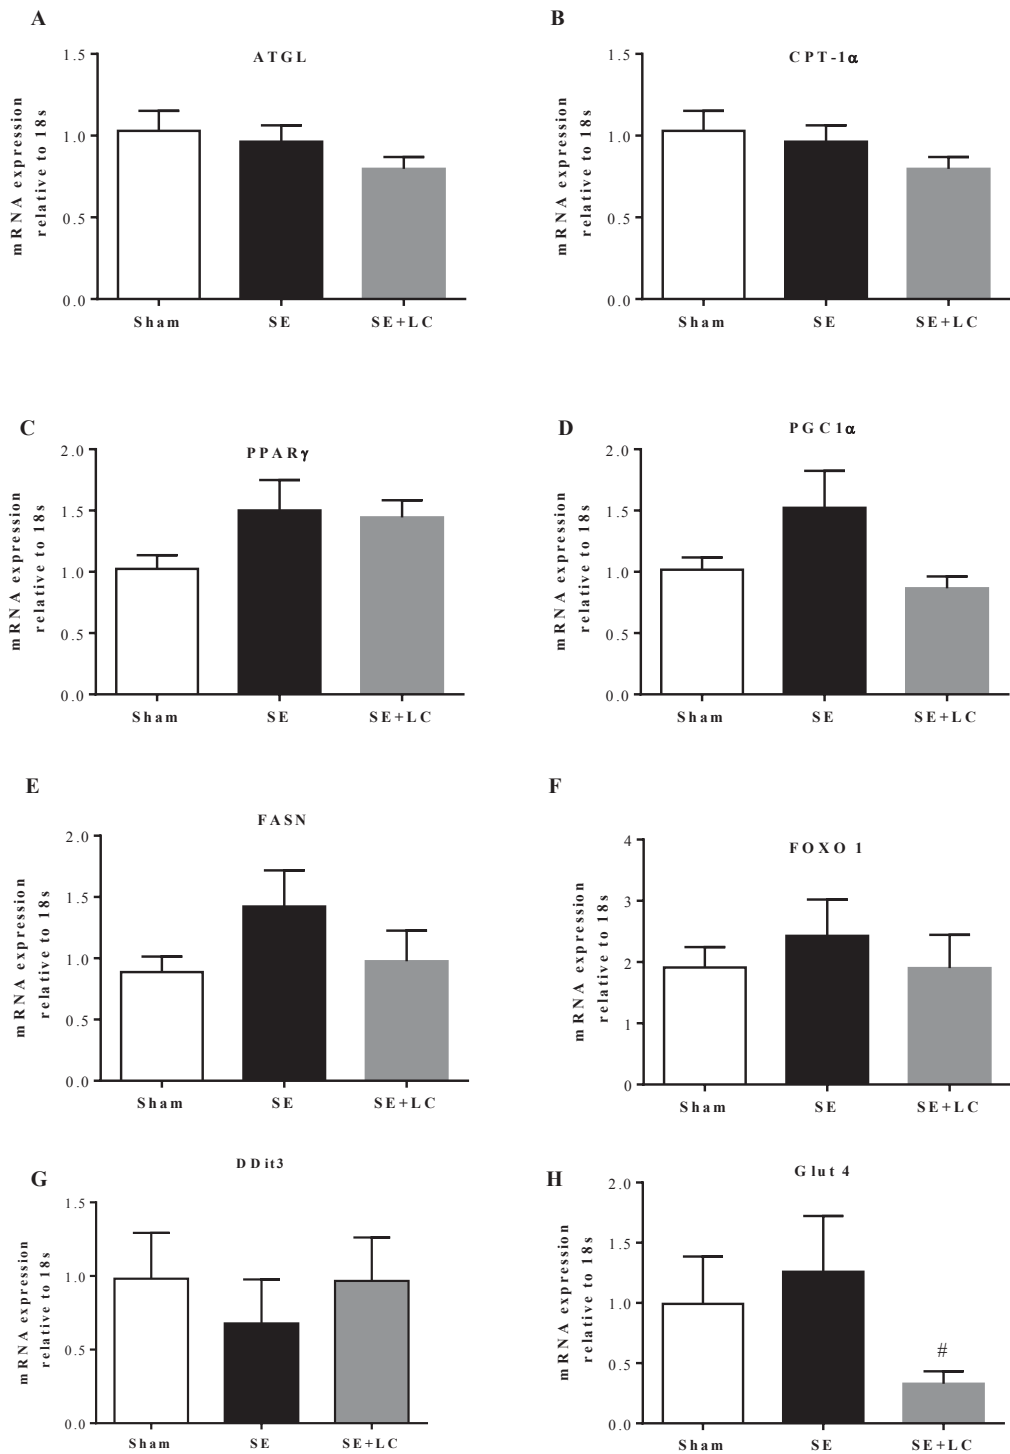 A
ATGL
mRNA expression
relative to 18s
1.5
1.0
0.5
0.0
Sham SE SE+LC
B
CPT-1α
mRNA expression
relative to 18s
1.5
1.0
0.5
0.0
Sham SE SE+LC
C
PPARγ
mRNA expression
relative to 18s
2.0
1.5
1.0
0.5
0.0
Sham SE SE+LC
D
PGC1α
mRNA expression
relative to 18s
2.0
1.5
1.0
0.5
0.0
Sham SE SE+LC
E
FASN
mRNA expression
relative to 18s
2.0
1.5
1.0
0.5
0.0
Sham SE SE+LC
F
FOXO 1
mRNA expression
relative to 18s
4
3
2
1
0
Sham SE SE+LC
G
DDit3
mRNA expression
relative to 18s
1.5
1.0
0.5
0.0
Sham SE SE+LC
H
Glut 4
mRNA expression
relative to 18s
2.0
1.5
1.0
0.5
0.0
#
Sham SE SE+LC